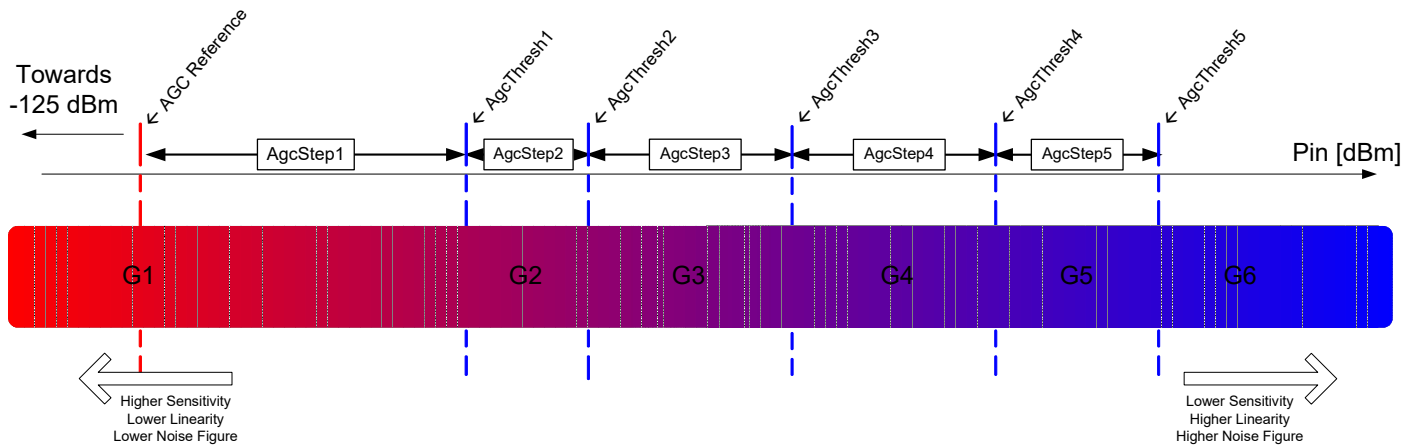 Towards
-125 dBm
← AGC Reference
← AgcThresh1
← AgcThresh2
← AgcThresh3
← AgcThresh4
← AgcThresh5
AgcStep1
AgcStep2
AgcStep3
AgcStep4
AgcStep5
Pin [dBm]
G1
G2
G3
G4
G5
G6
Higher Sensitivity
Lower Linearity
Lower Noise Figure
Lower Sensitivity
Higher Linearity
Higher Noise Figure